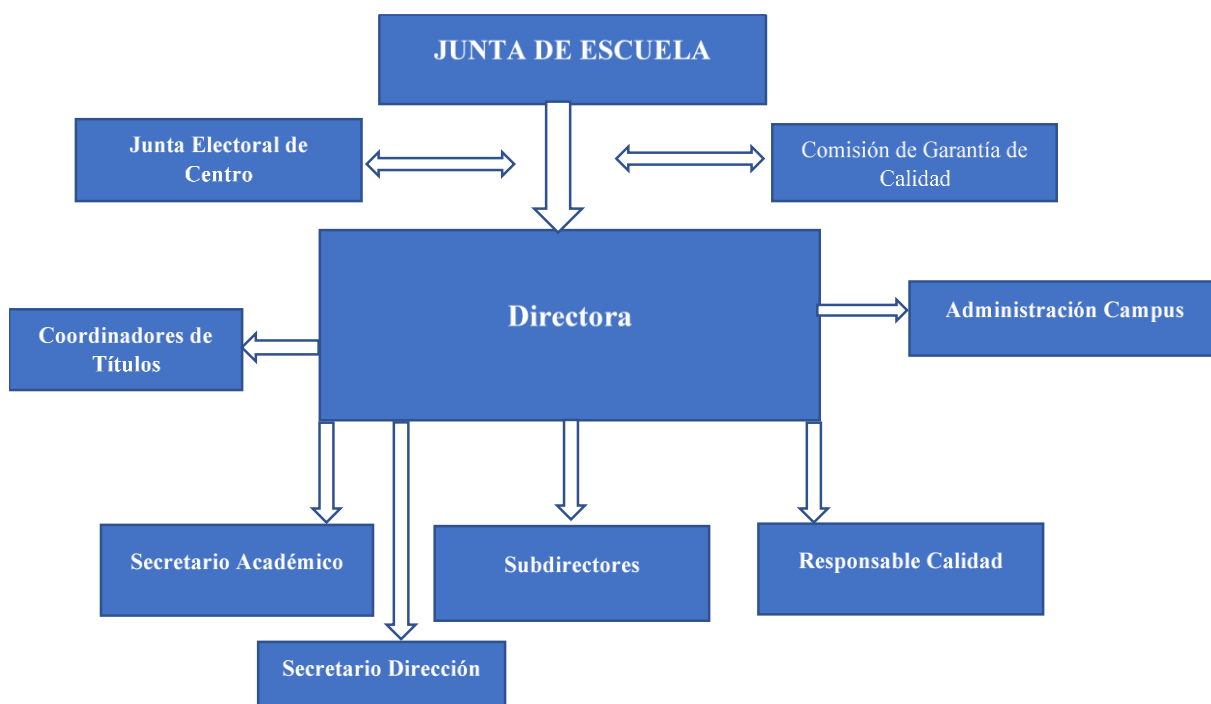 JUNTA DE ESCUELA
Junta Electoral de
Centro
Comisión de Garantía de
Calidad
Directora
Administración Campus
Coordinadores de
Títulos
Secretario Académico
Subdirectores
Responsable Calidad
Secretario Dirección